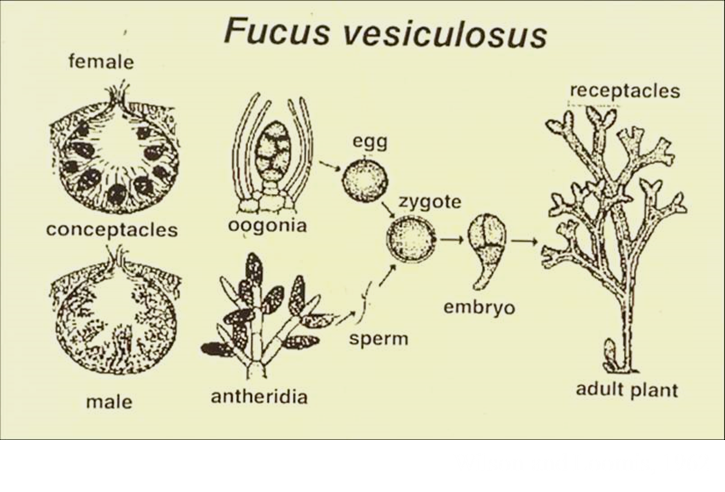 Fucus vesiculosus
female
receptacles
egg
zygote
conceptacles
oogonia
embryo
sperm
antheridia
male
adult plant